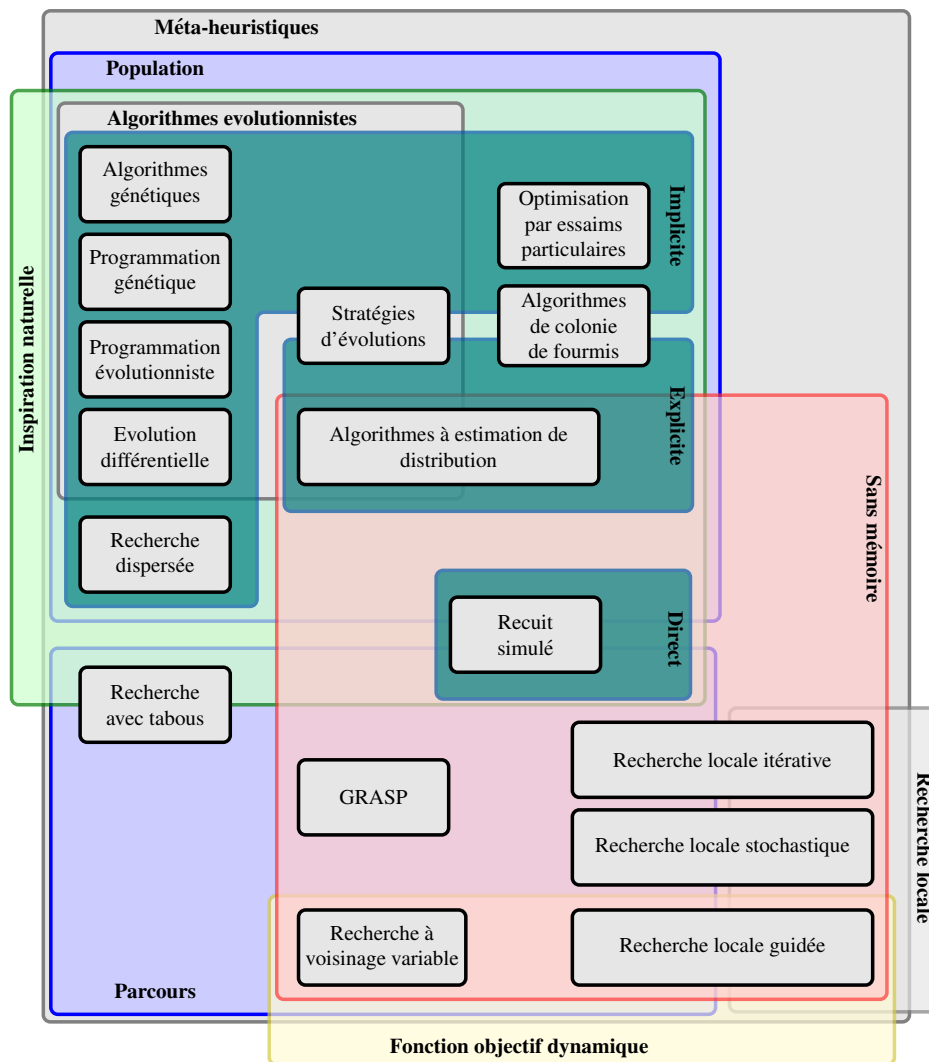 Méta-heuristiques
Population
Algorithmes evolutionnistes
Algorithmes
génétiques
Optimisation
par essaims
particulaires
Implicite
Programmation
génétique
Inspiration naturelle
Stratégies
d'évolutions
Algorithmes
de colonie
de fourmis
Programmation
évolutionniste
Explicite
Evolution
différentielle
Algorithmes à estimation de
distribution
Sans mémoire
Recherche
dispersée
Recuit
simulé
Direct
Recherche
avec tabous
Recherche locale itérative
GRASP
Recherche locale stochastique
Recherche locale
Recherche à
voisinage variable
Recherche locale guidée
Parcours
Fonction objectif dynamique